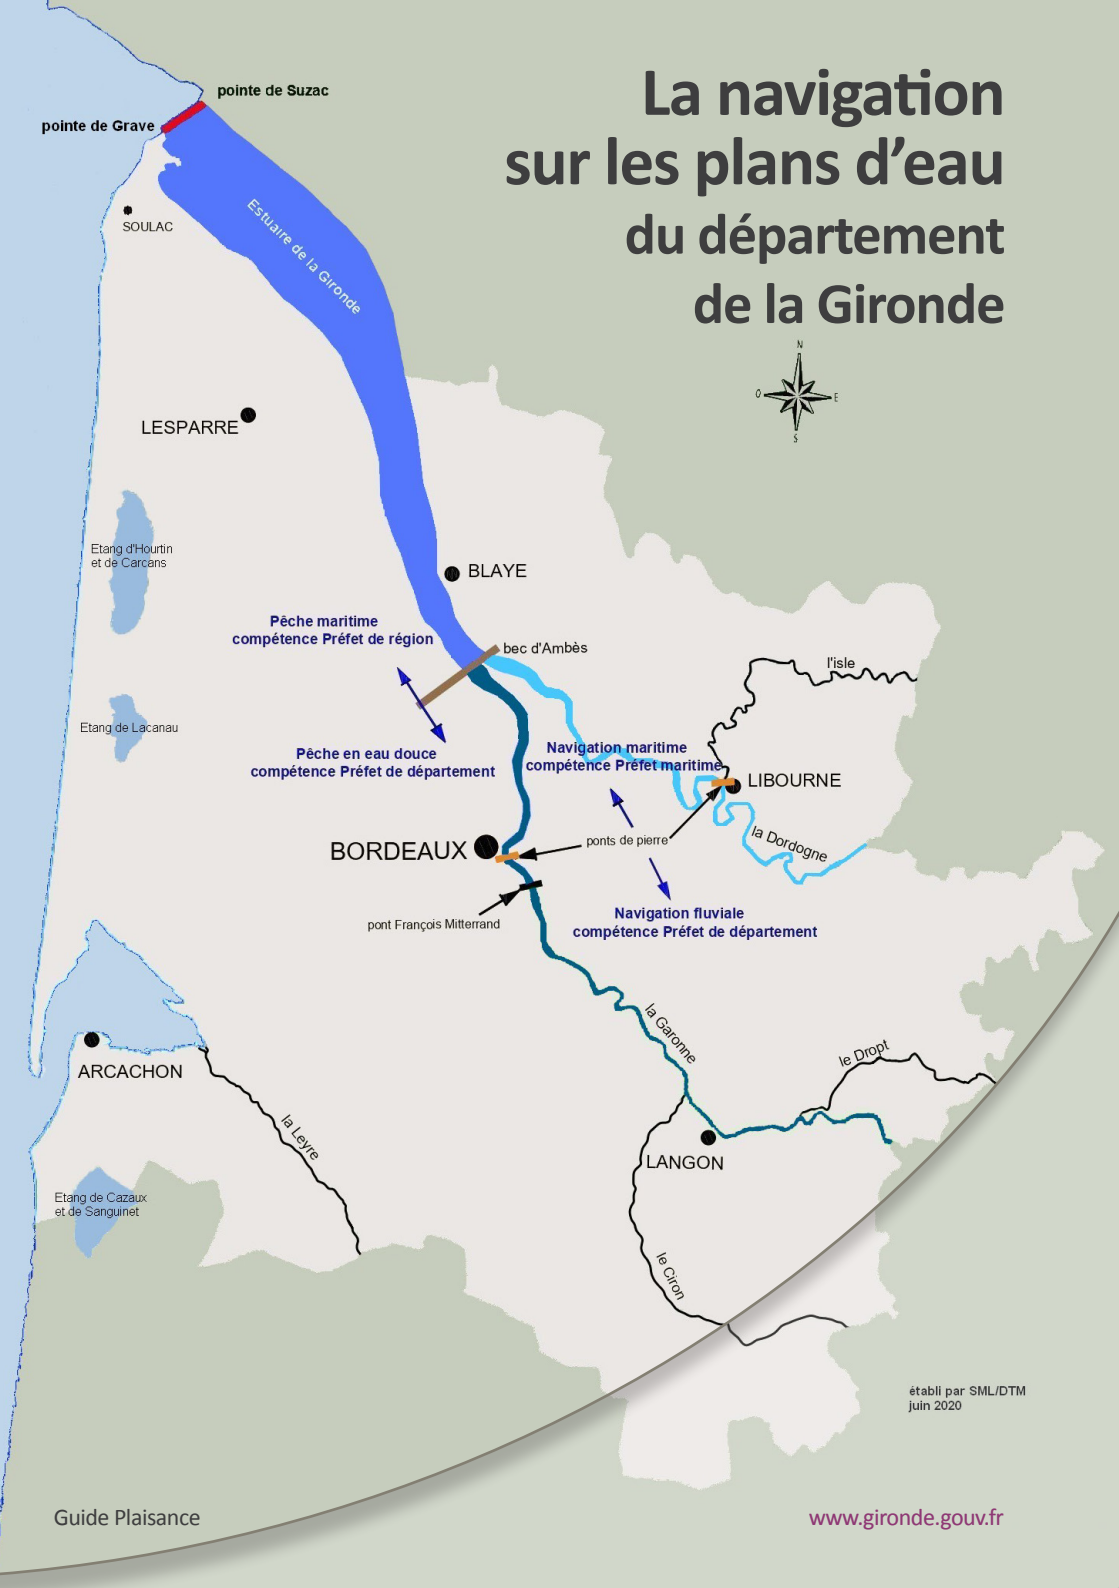 La navigation
sur les plans d'eau
du département
de la Gironde
pointe de Suzac
pointe de Grave
SOULAC
Estuaire de la Gironde
N
O
E
S
LESPARRE
Etang d'Hourtin
et de Carcans
BLAYE
Pêche maritime
compétence Préfet de région
bec d'Ambès
l'isle
Etang de Lacanau
Pêche en eau douce
compétence Préfet de département
Navigation maritime
compétence Préfet maritime
LIBOURNE
la Dordogne
ponts de pierre
BORDEAUX
pont François Mitterrand
Navigation fluviale
compétence Préfet de département
la Garonne
le Dropt
ARCACHON
la Leyre
LANGON
Etang de Cazaux
et de Sanguinet
le Ciron
établi par SML/DTM
juin 2020
Guide Plaisance
www.gironde.gouv.fr